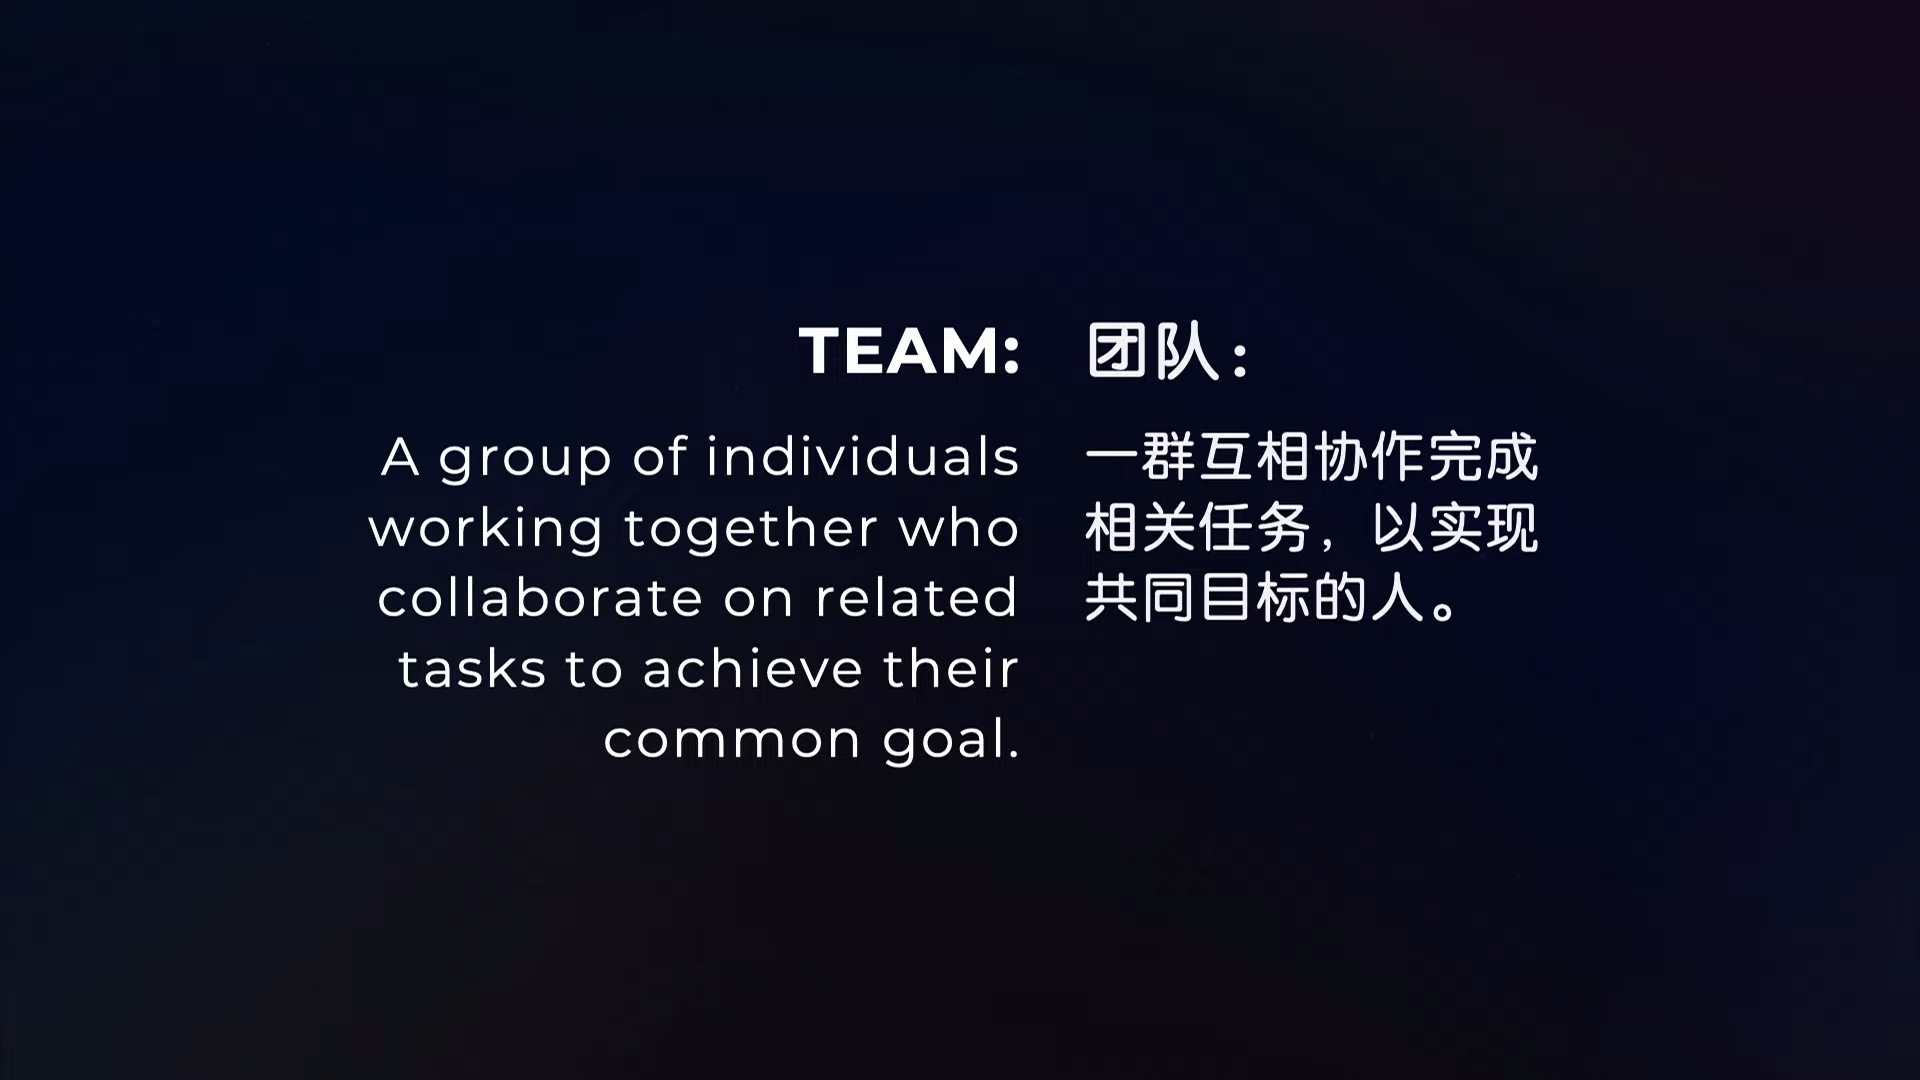 TEAM:
A group of individuals
working together who
collaborate on related
tasks to achieve their
common goal.
团队：
一群互相协作完成
相关任务，以实现
共同目标的人。